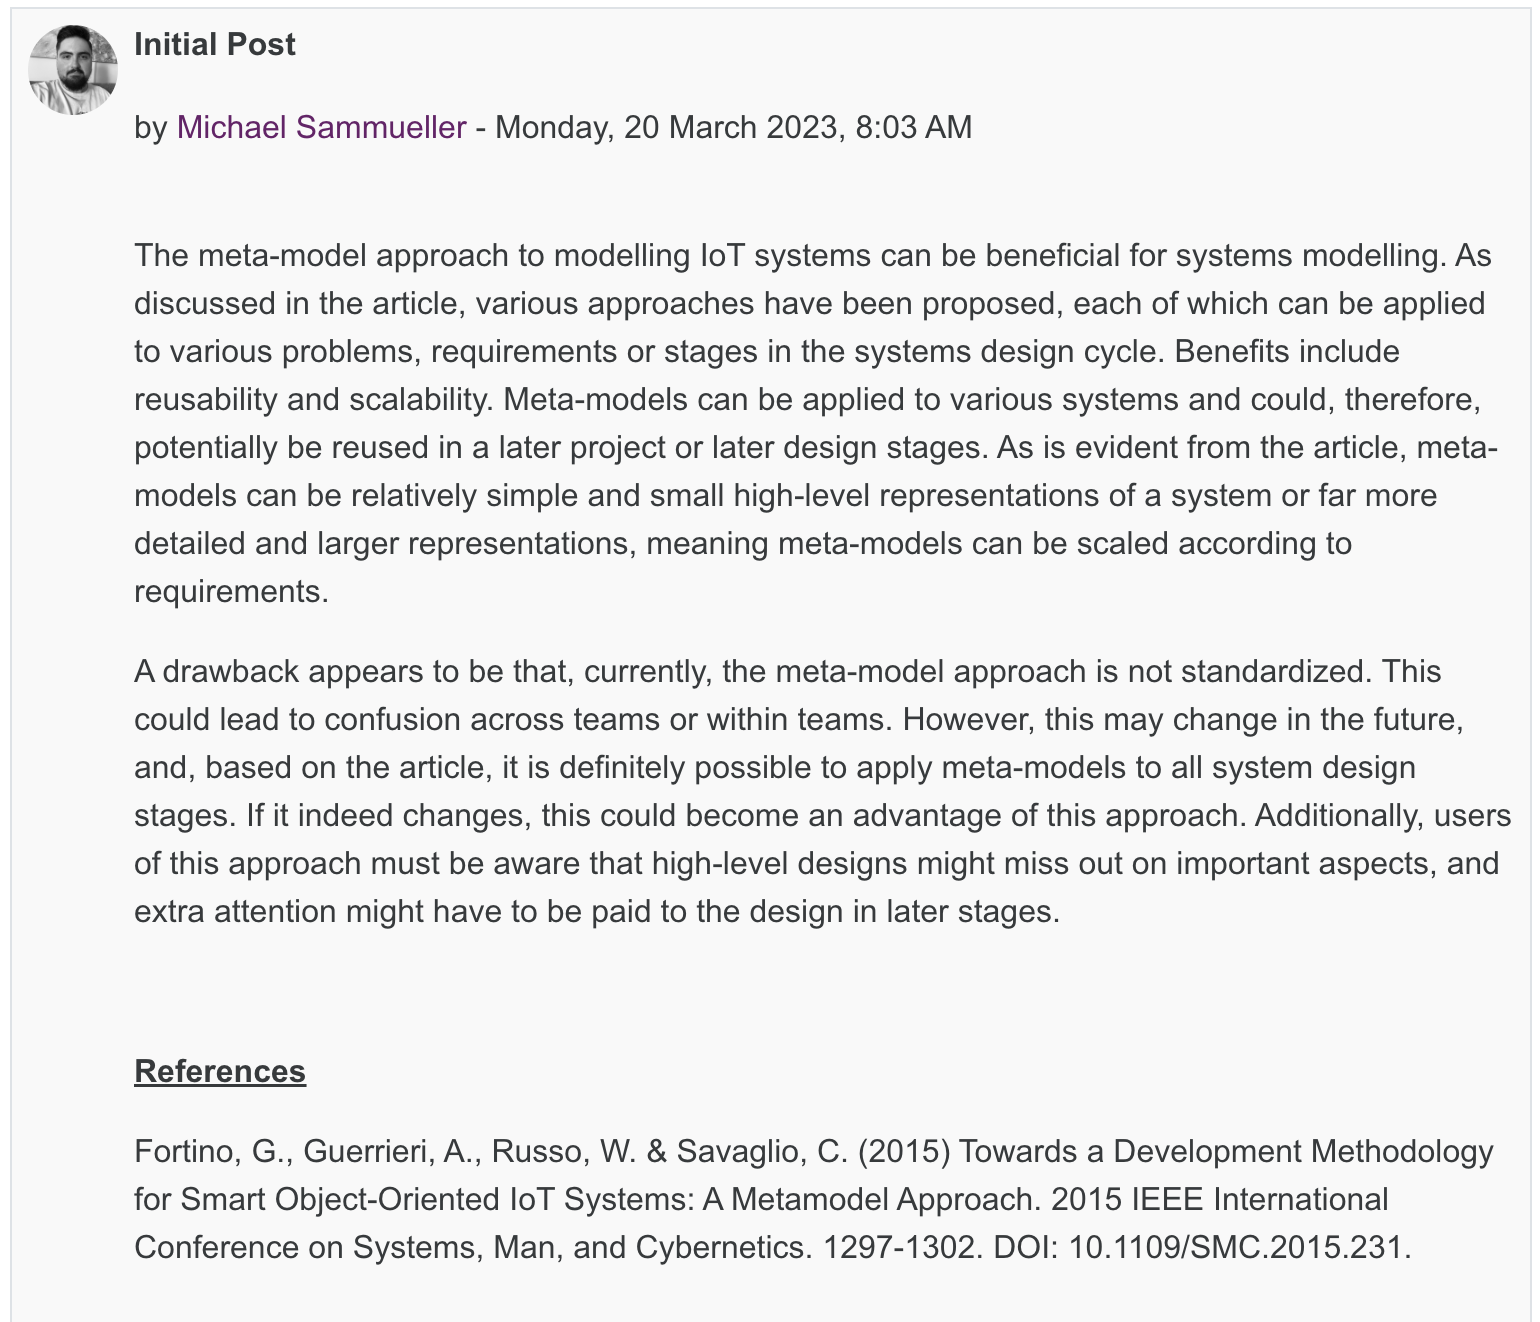 Initial Post
by Michael Sammueller - Monday, 20 March 2023, 8:03 AM
The meta-model approach to modelling IoT systems can be beneficial for systems modelling. As
discussed in the article, various approaches have been proposed, each of which can be applied
to various problems, requirements or stages in the systems design cycle. Benefits include
reusability and scalability. Meta-models can be applied to various systems and could, therefore,
potentially be reused in a later project or later design stages. As is evident from the article, meta-
models can be relatively simple and small high-level representations of a system or far more
detailed and larger representations, meaning meta-models can be scaled according to
requirements.
A drawback appears to be that, currently, the meta-model approach is not standardized. This
could lead to confusion across teams or within teams. However, this may change in the future,
and, based on the article, it is definitely possible to apply meta-models to all system design
stages. If it indeed changes, this could become an advantage of this approach. Additionally, users
of this approach must be aware that high-level designs might miss out on important aspects, and
extra attention might have to be paid to the design in later stages.
References
Fortino, G., Guerrieri, A., Russo, W. & Savaglio, C. (2015) Towards a Development Methodology
for Smart Object-Oriented IoT Systems: A Metamodel Approach. 2015 IEEE International
Conference on Systems, Man, and Cybernetics. 1297-1302. DOI: 10.1109/SMC.2015.231.